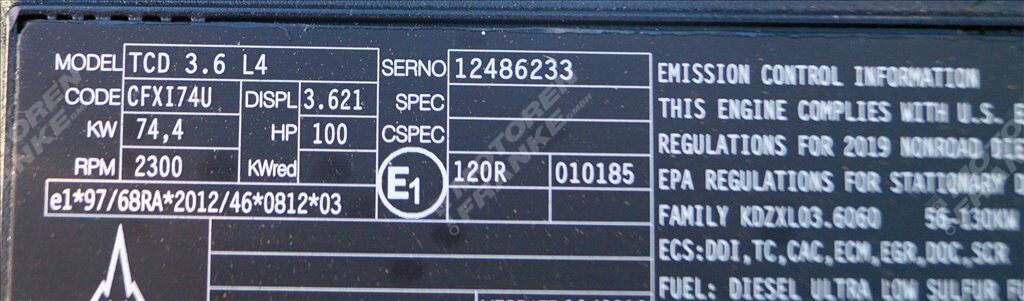 MODEL TCD 3.6 L4 SERNO 12486233
CODE CFXI74U DISPL 3.621 SPEC
KW 74,4 HP 100 CSPEC
RPM 2300 KWred E1 120R 010185
e1*97/68RA*2012/46*0812*03
EMISSION CONTROL INFORMATION
THIS ENGINE COMPLIES WITH U.S.
REGULATIONS FOR 2019 NONROAD
EPA REGULATIONS FOR STATIONARY
FAMILY KDZXL03.6060 56-130KW
ECS:DDI,TC,CAC,ECM,EGR,DOC,SCR
FUEL: DIESEL ULTRA LOW SULFUR
MOTOREN
FRANKE